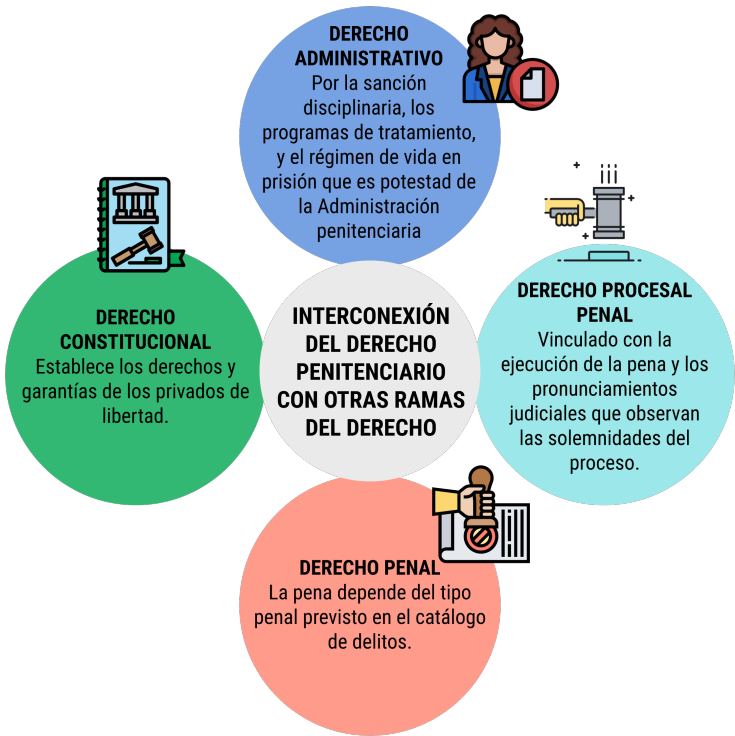 DERECHO
ADMINISTRATIVO
Por la sanción
disciplinaria, los
programas de tratamiento,
y el régimen de vida en
prisión que es potestad de
la Administración
penitenciaria
DERECHO
CONSTITUCIONAL
Establece los derechos y
garantías de los privados de
libertad.
INTERCONEXIÓN
DEL DERECHO
PENITENCIARIO
CON OTRAS RAMAS
DEL DERECHO
DERECHO PROCESAL
PENAL
Vinculado con la
ejecución de la pena y los
pronunciamientos
judiciales que observan
las solemnidades del
proceso.
DERECHO PENAL
La pena depende del tipo
penal previsto en el catálogo
de delitos.